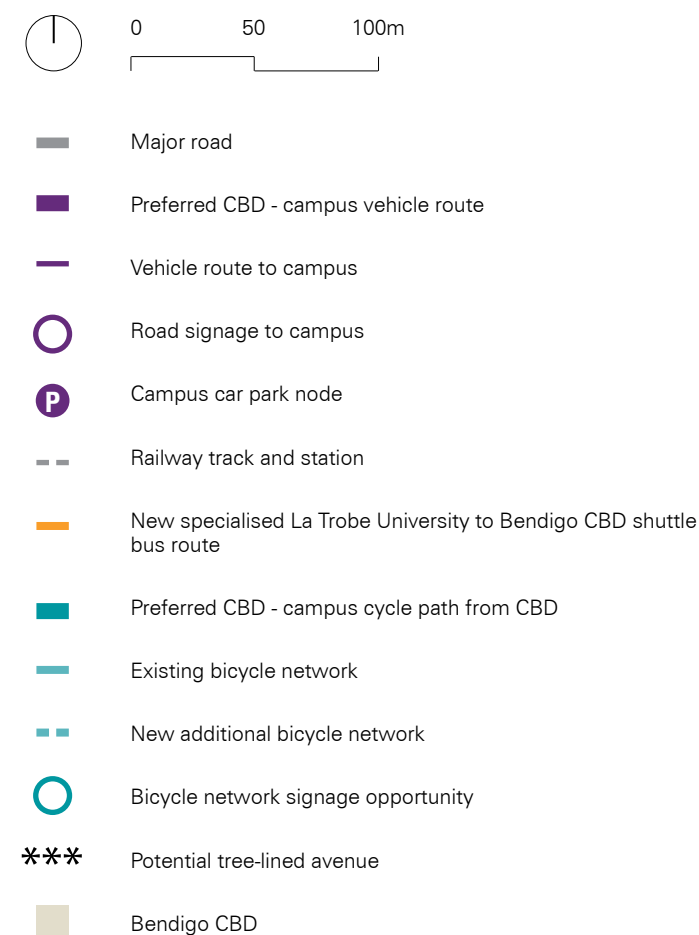 0 50 100m
Major road
Preferred CBD - campus vehicle route
Vehicle route to campus
Road signage to campus
P Campus car park node
Railway track and station
New specialised La Trobe University to Bendigo CBD shuttle
bus route
Preferred CBD - campus cycle path from CBD
Existing bicycle network
New additional bicycle network
Bicycle network signage opportunity
*** Potential tree-lined avenue
Bendigo CBD